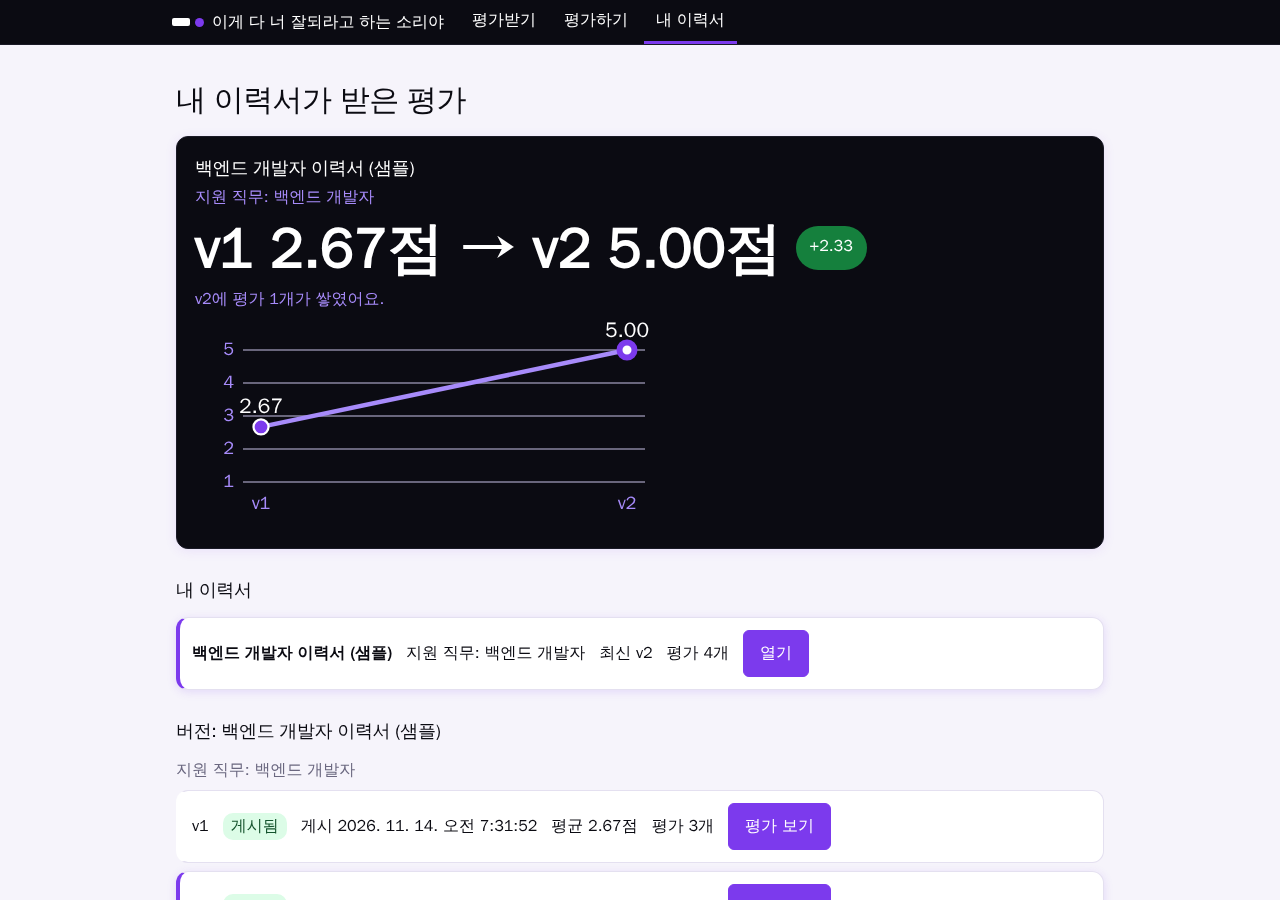 이게 다 너 잘되라고 하는 소리야 평가받기 평가하기 내 이력서
내 이력서가 받은 평가
백엔드 개발자 이력서 (샘플)
지원 직무: 백엔드 개발자
v1 2.67점 → v2 5.00점 +2.33
v2에 평가 1개가 쌓였어요.
5.00
5
4
2.67
3
2
1
v1 v2
내 이력서
백엔드 개발자 이력서 (샘플) 지원 직무: 백엔드 개발자 최신 v2 평가 4개 열기
버전: 백엔드 개발자 이력서 (샘플)
지원 직무: 백엔드 개발자
v1 게시됨 게시 2026. 11. 14. 오전 7:31:52 평균 2.67점 평가 3개 평가 보기